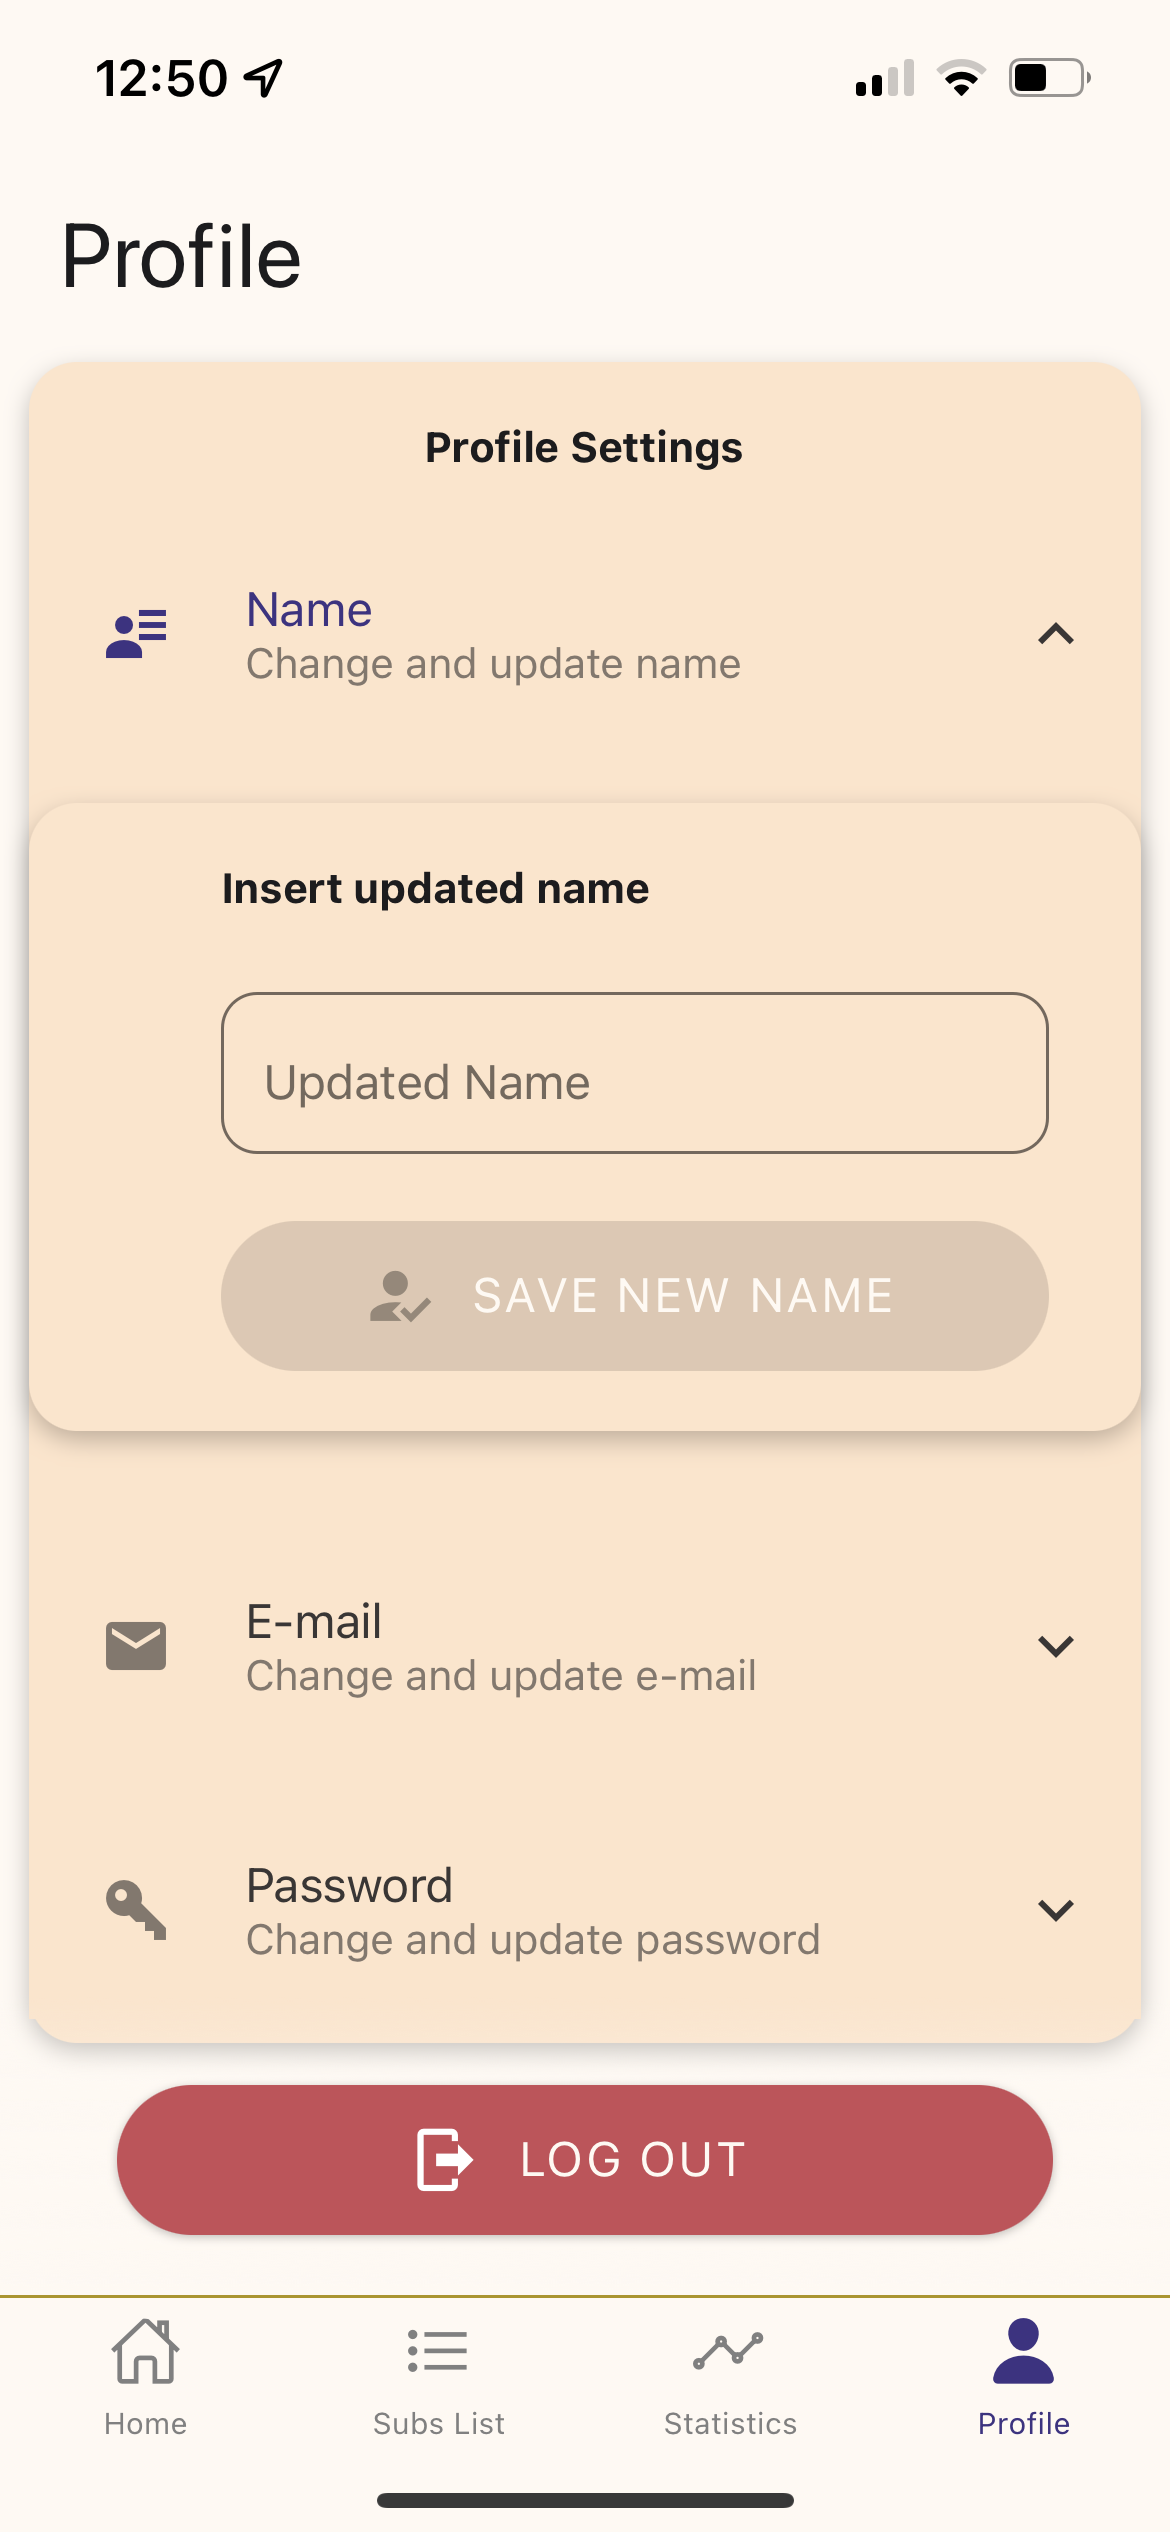 12:50
Profile
Profile Settings
Name
Change and update name
Insert updated name
Updated Name
SAVE NEW NAME
E-mail
Change and update e-mail
Password
Change and update password
LOG OUT
Home
Subs List
Statistics
Profile